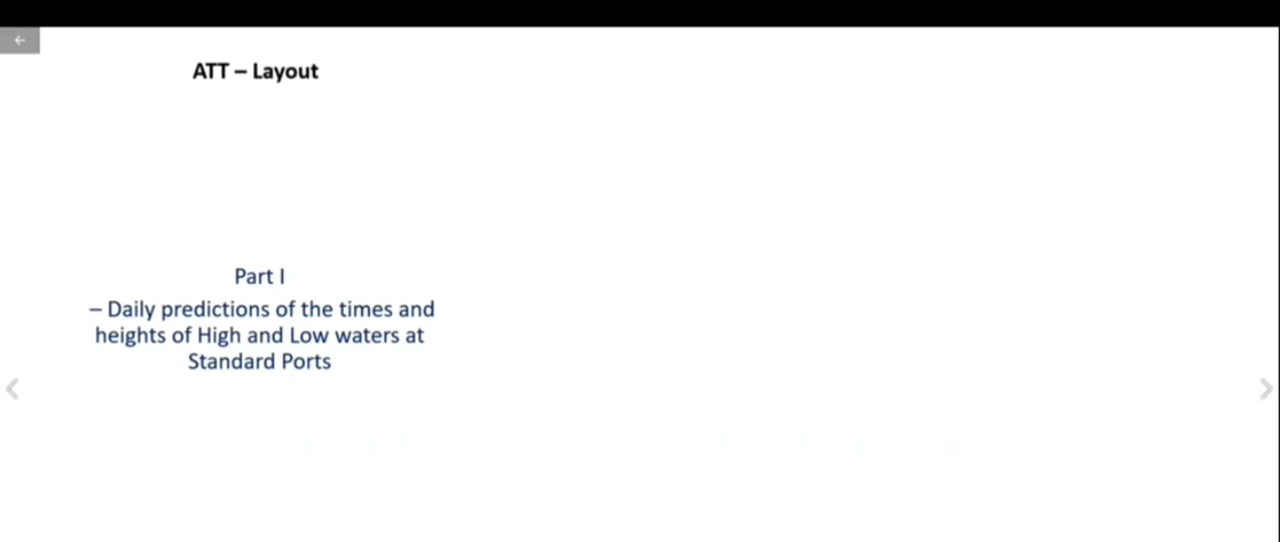 ATT – Layout
Part I
– Daily predictions of the times and
heights of High and Low waters at
Standard Ports